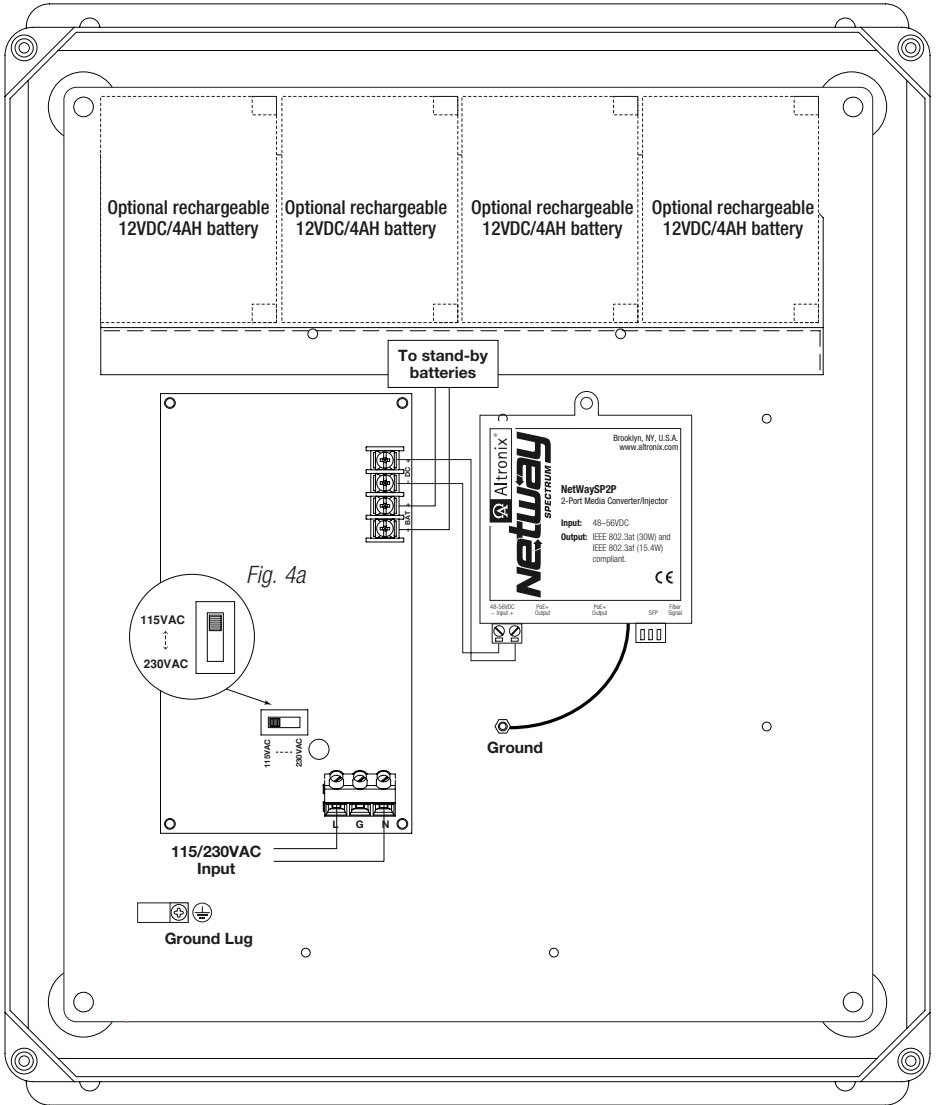 Optional rechargeable
12VDC/4AH battery
Optional rechargeable
12VDC/4AH battery
Optional rechargeable
12VDC/4AH battery
Optional rechargeable
12VDC/4AH battery
To stand-by
batteries
+ DC -
+ BAT -
Altronix®
Netway
SPECTRUM
Brooklyn, NY, U.S.A.
www.altronix.com
NetWaySP2P
2-Port Media Converter/Injector
Input: 48–56VDC
Output: IEEE 802.3at (30W) and
IEEE 802.3af (15.4W)
compliant.
CE
48-56VDC
– Input +
PoE+
Output
PoE+
Output
SFP
Fiber
Signal
Fig. 4a
115VAC
230VAC
115VAC
230VAC
Ground
L G N
115/230VAC
Input
Ground Lug